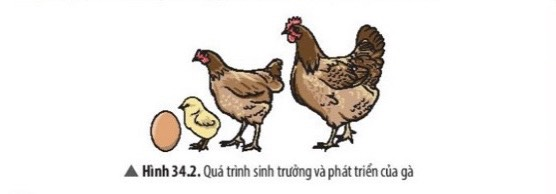 ▲ Hình 34.2. Quá trình sinh trưởng và phát triển của gà